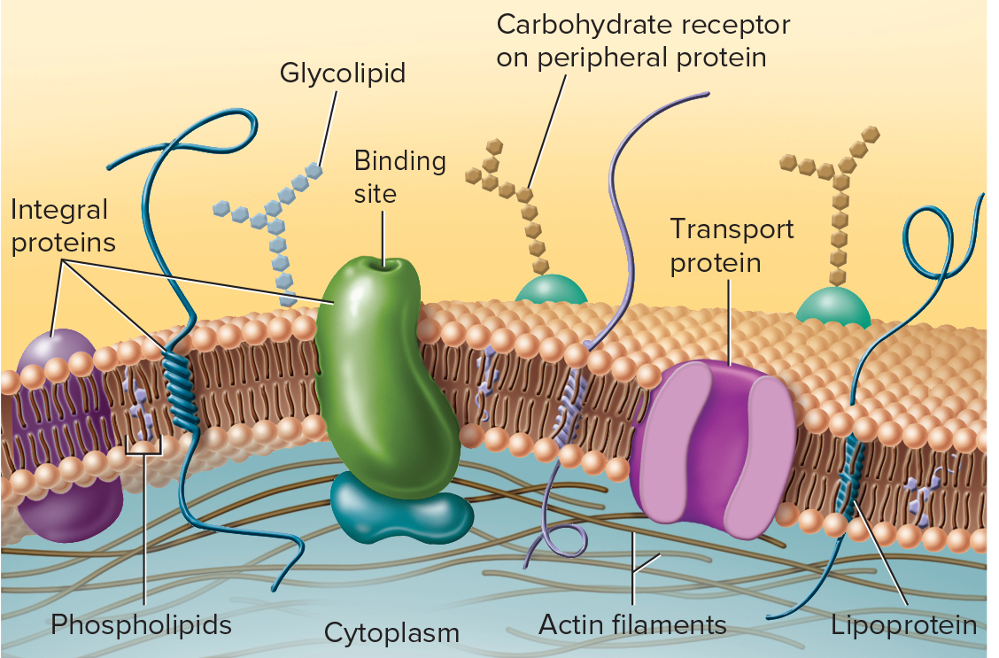 Carbohydrate receptor
on peripheral protein
Glycolipid
Binding
site
Integral
proteins
Transport
protein
Phospholipids
Cytoplasm
Actin filaments
Lipoprotein